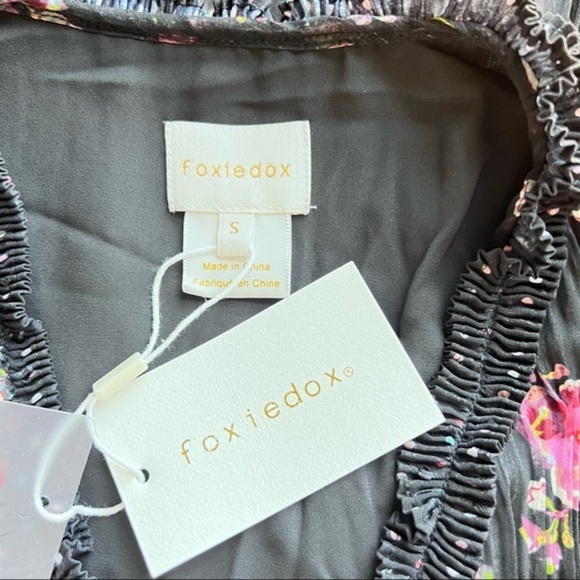 foxiedox
S
Made in China
Fabriqué en Chine
foxiedox®